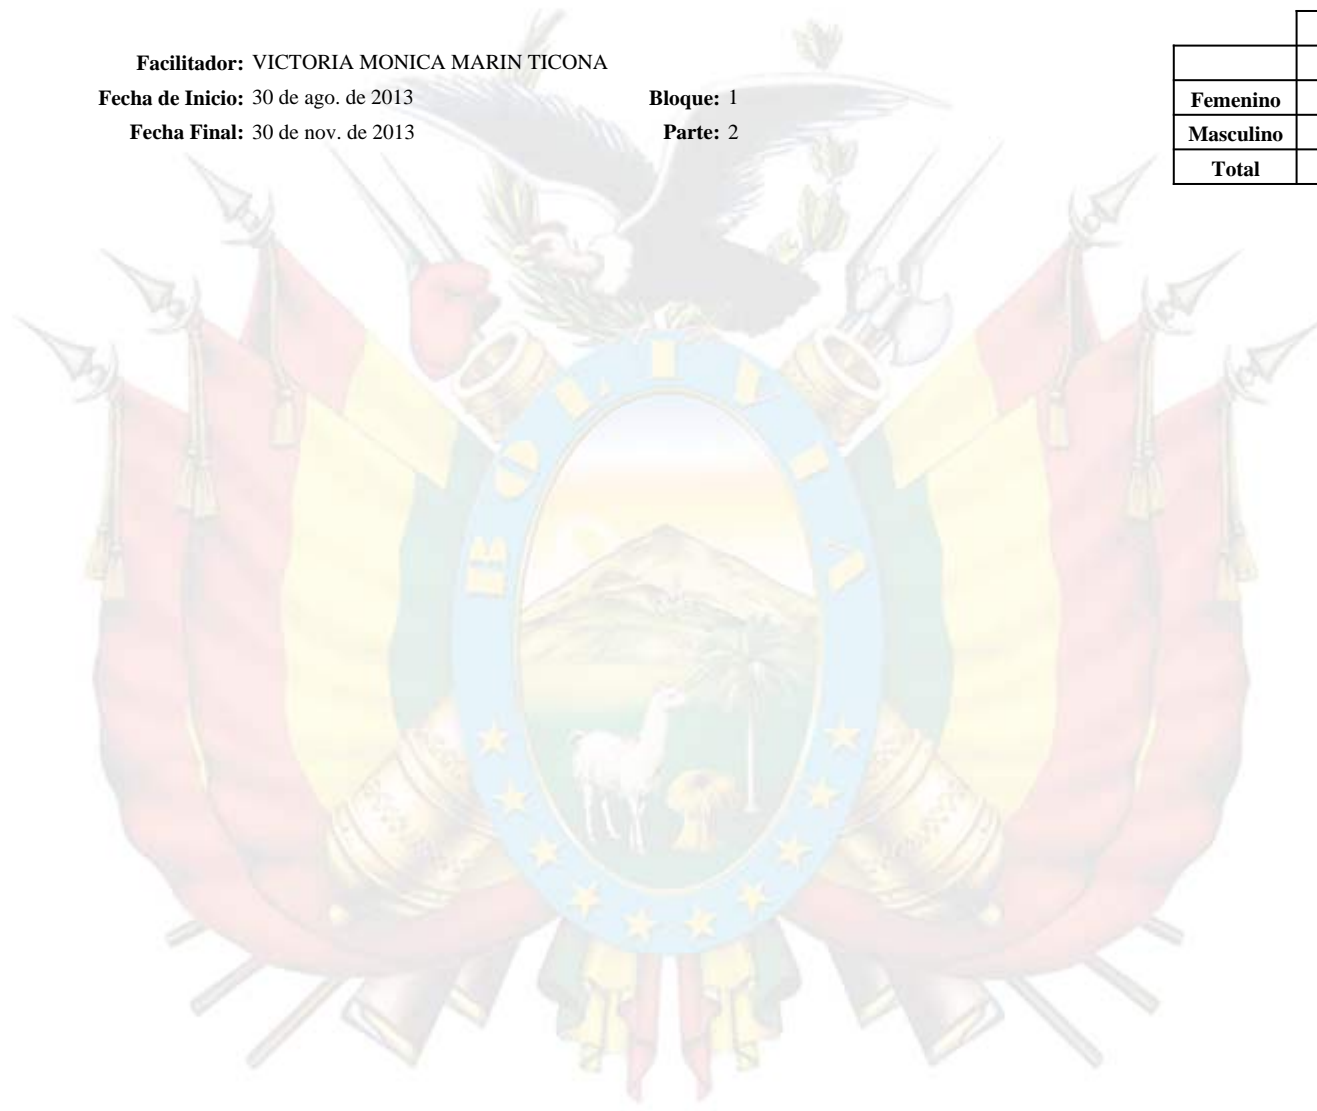 Facilitador: VICTORIA MONICA MARIN TICONA
Fecha de Inicio: 30 de ago. de 2013 Bloque: 1
Fecha Final: 30 de nov. de 2013 Parte: 2
Femenino
Masculino
Total
BOLIVIA